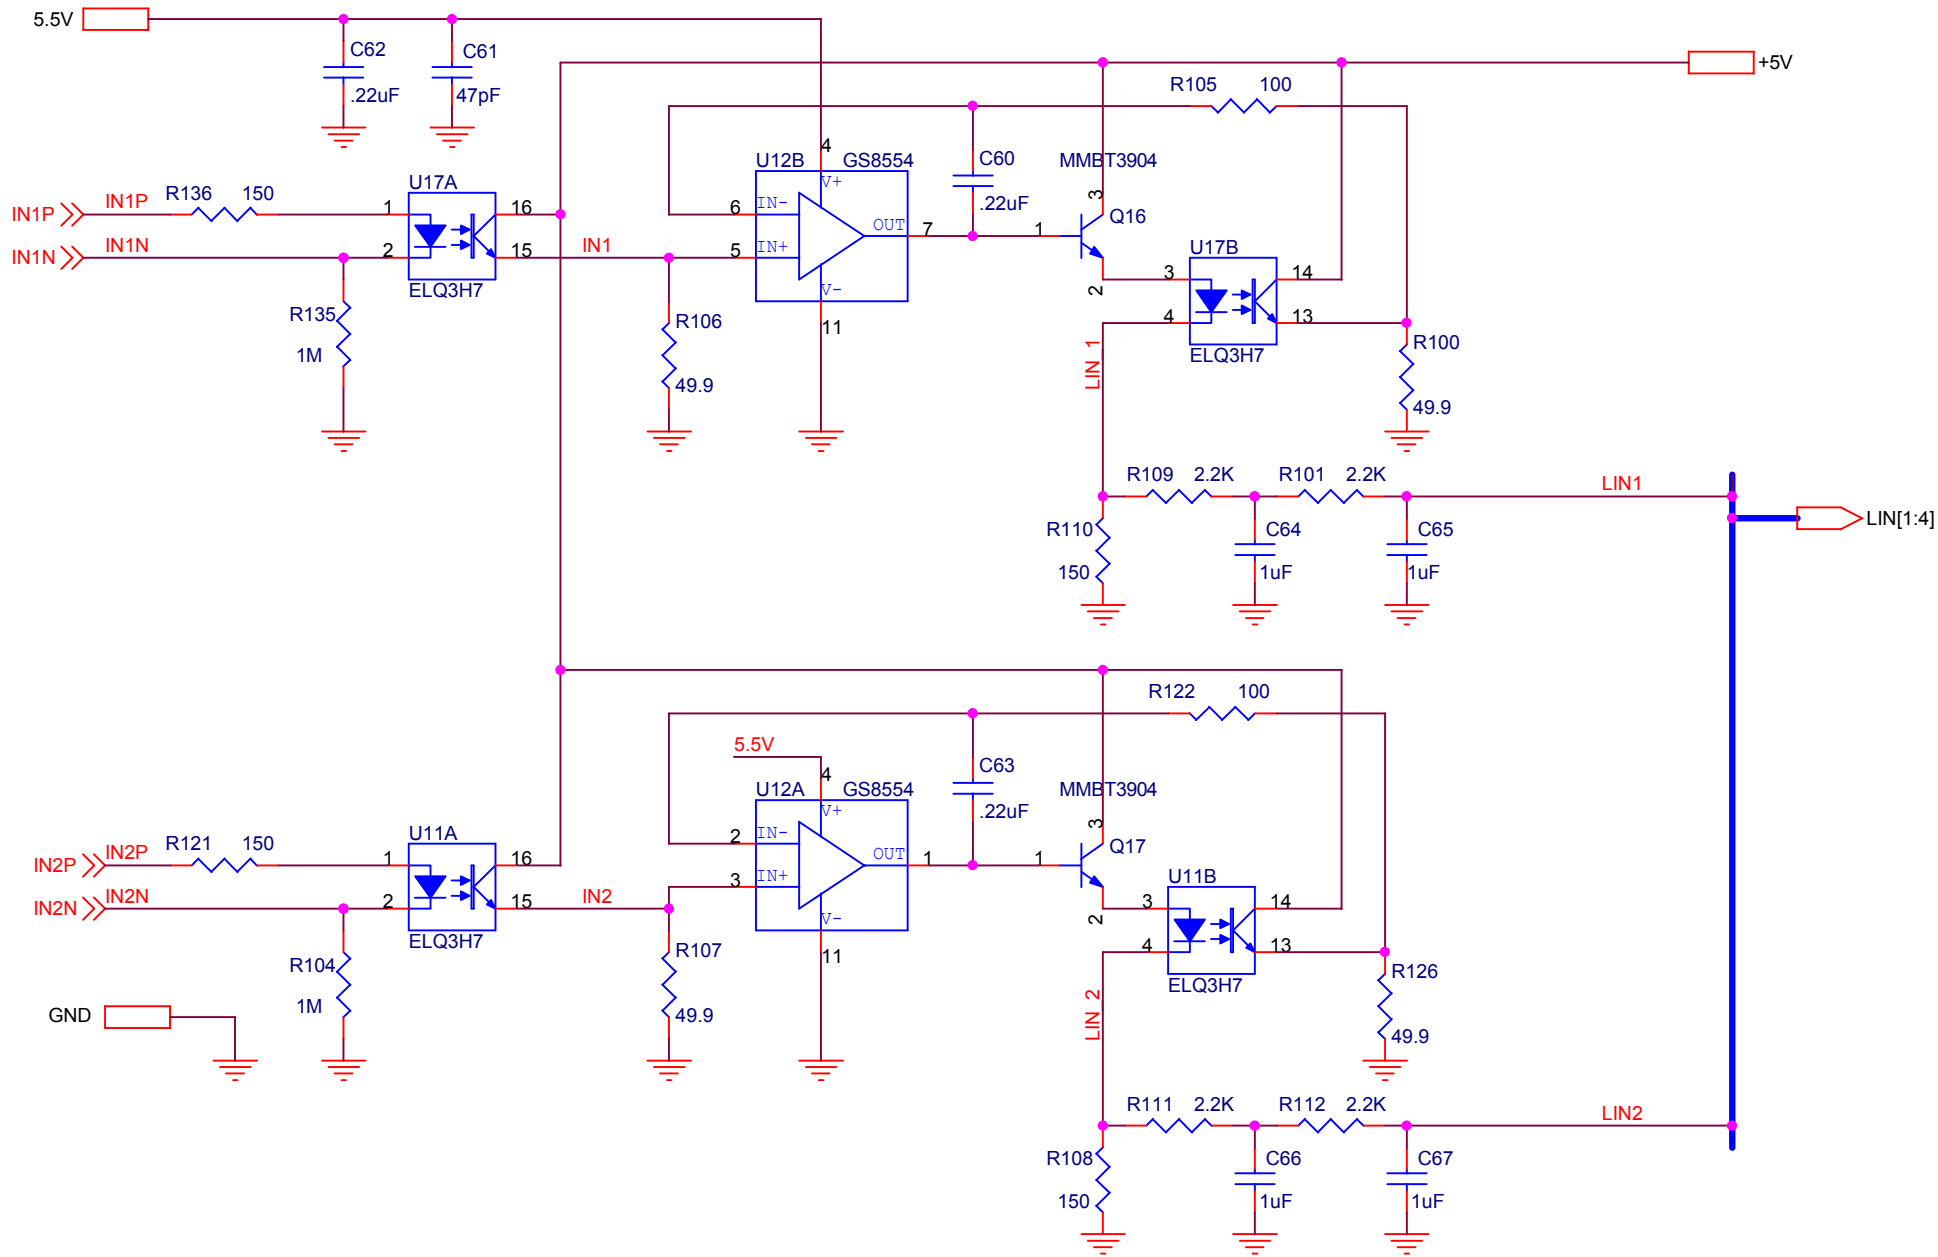 5.5V
C62
.22uF
C61
47pF
+5V
R105 100
U12B GS8554
4
V+
6 IN-
OUT 7
5 IN+
V-
11
C60
.22uF
MMBT3904
3
Q16
1
2
IN1P IN1P R136 150
IN1N IN1N
U17A
1 16
2 15
ELQ3H7
IN1
R135
1M
R106
49.9
U17B
3 14
4 13
ELQ3H7
R100
49.9
LIN_1
R109 2.2K R101 2.2K
LIN1
R110
150
C64
1uF
C65
1uF
LIN[1:4]
R122 100
5.5V
U12A GS8554
4
V+
2 IN-
OUT 1
3 IN+
V-
11
C63
.22uF
MMBT3904
3
Q17
1
2
IN2P IN2P R121 150
IN2N IN2N
U11A
1 16
2 15
ELQ3H7
IN2
R104
1M
R107
49.9
U11B
3 14
4 13
ELQ3H7
R126
49.9
GND
LIN_2
R111 2.2K R112 2.2K
LIN2
R108
150
C66
1uF
C67
1uF